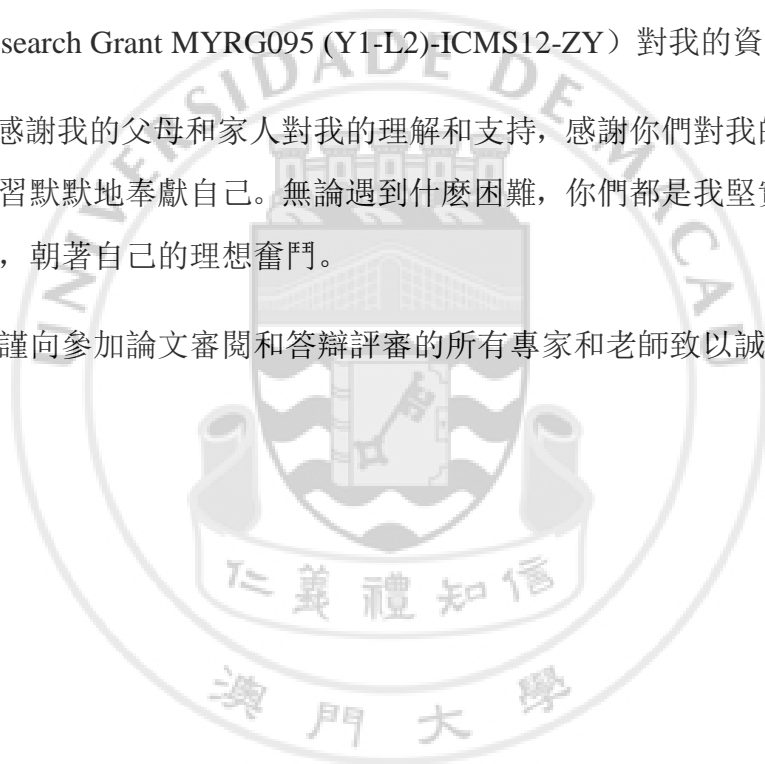 search Grant MYRG095 (Y1-L2)-ICMS12-ZY）對我的資
感謝我的父母和家人對我的理解和支持，感謝你們對我的
習默默地奉獻自己。無論遇到什麽困難，你們都是我堅實
，朝著自己的理想奮鬥。
謹向參加論文審閱和答辯評審的所有專家和老師致以誠
UNIVERSIDADE DE MACAU
仁義禮知信
澳門大學